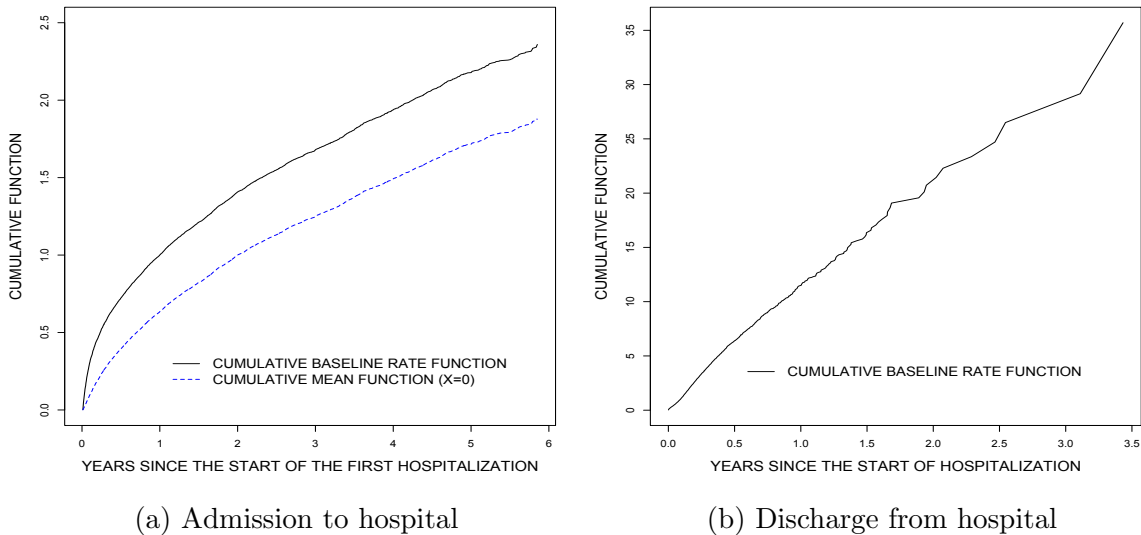 CUMULATIVE FUNCTION
2.5
2.0
1.5
1.0
0.5
0.0
CUMULATIVE BASELINE RATE FUNCTION
CUMULATIVE MEAN FUNCTION (X=0)
0 1 2 3 4 5 6
YEARS SINCE THE START OF THE FIRST HOSPITALIZATION
(a) Admission to hospital
CUMULATIVE FUNCTION
35
30
25
20
15
10
5
0
CUMULATIVE BASELINE RATE FUNCTION
0.0 0.5 1.0 1.5 2.0 2.5 3.0 3.5
YEARS SINCE THE START OF HOSPITALIZATION
(b) Discharge from hospital